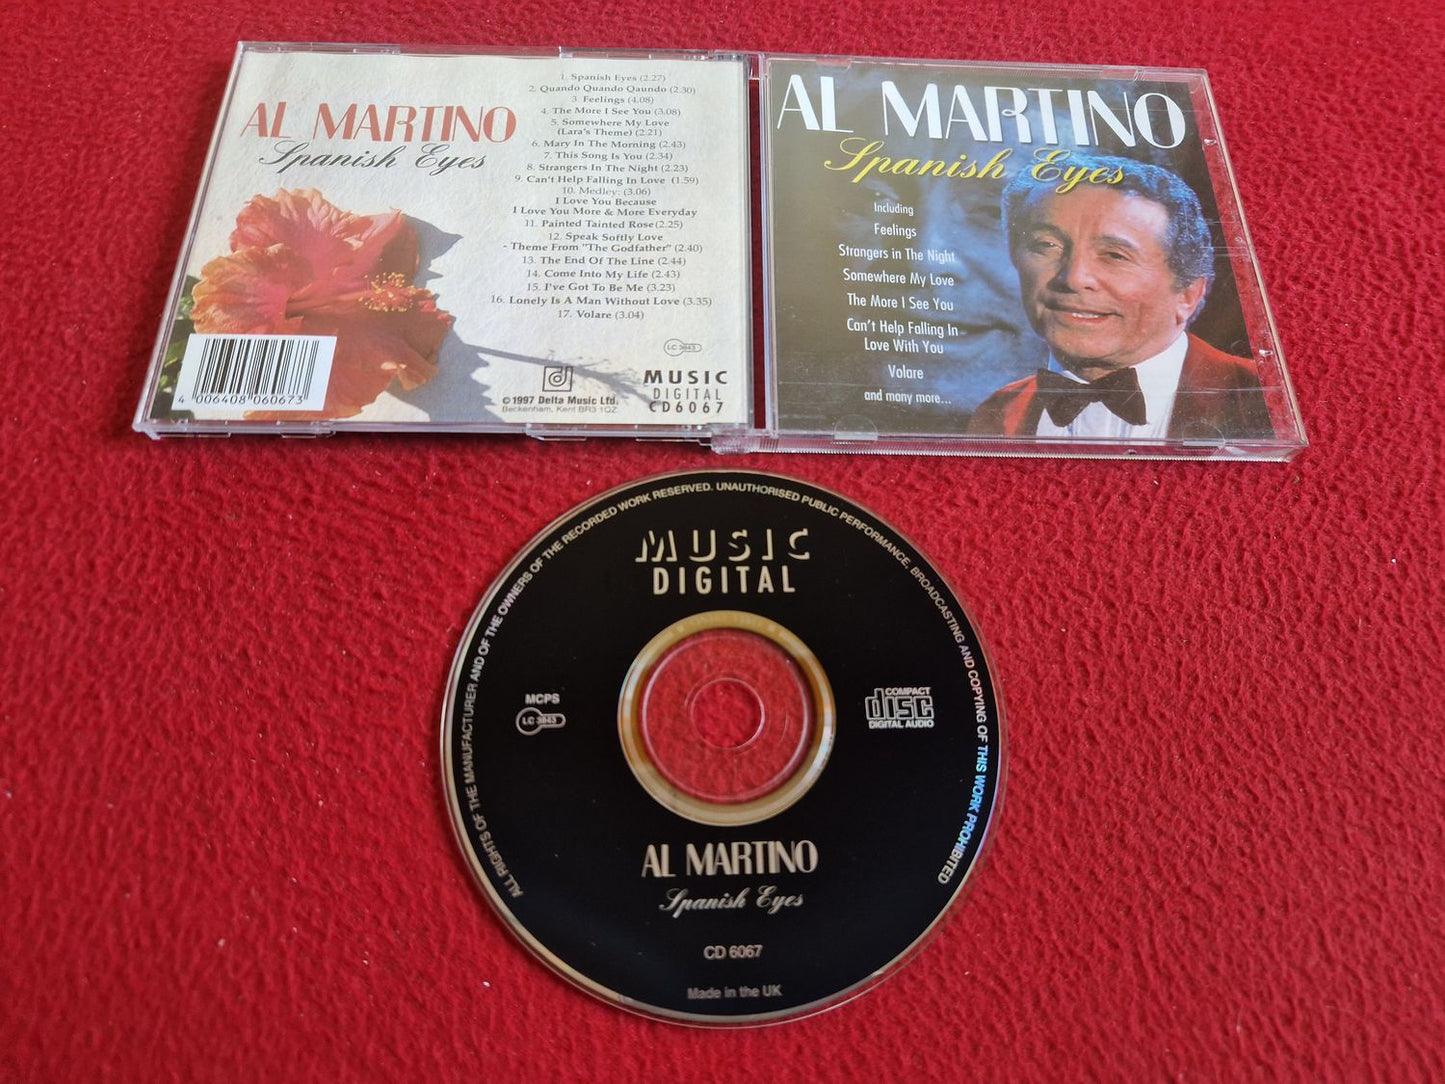 AL MARTINO
Spanish Eyes
1. Spanish Eyes (2.27)
2. Quando Quando Qaundo (2.30)
3. Feelings (4.08)
4. The More I See You (3.08)
5. Somewhere My Love
(Lara's Theme) (2.21)
6. Mary In The Morning (2.43)
7. This Song Is You (2.34)
8. Strangers In The Night (2.23)
9. Can't Help Falling In Love (1.59)
10. Medley: (3.06)
I Love You Because
I Love You More & More Everyday
11. Painted Tainted Rose (2.25)
12. Speak Softly Love
- Theme From "The Godfather" (2.40)
13. The End Of The Line (2.44)
14. Come Into My Life (2.43)
15. I've Got To Be Me (3.23)
16. Lonely Is A Man Without Love (3.35)
17. Volare (3.04)
LC 3843
4 006408 060673
d
©1997 Delta Music Ltd.
Beckenham, Kent BR3 1QZ
MUSIC
DIGITAL
CD6067
AL MARTINO
Spanish Eyes
Including
Feelings
Strangers in The Night
Somewhere My Love
The More I See You
Can't Help Falling In
Love With You
Volare
and many more...
ALL RIGHTS OF THE MANUFACTURER AND OF THE OWNERS OF THE RECORDED WORK RESERVED. UNAUTHORISED PUBLIC PERFORMANCE, BROADCASTING AND COPYING OF THIS WORK PROHIBITED
MUSIC
DIGITAL
MCPS
LC 3843
COMPACT
disc
DIGITAL AUDIO
AL MARTINO
Spanish Eyes
CD 6067
Made in the UK